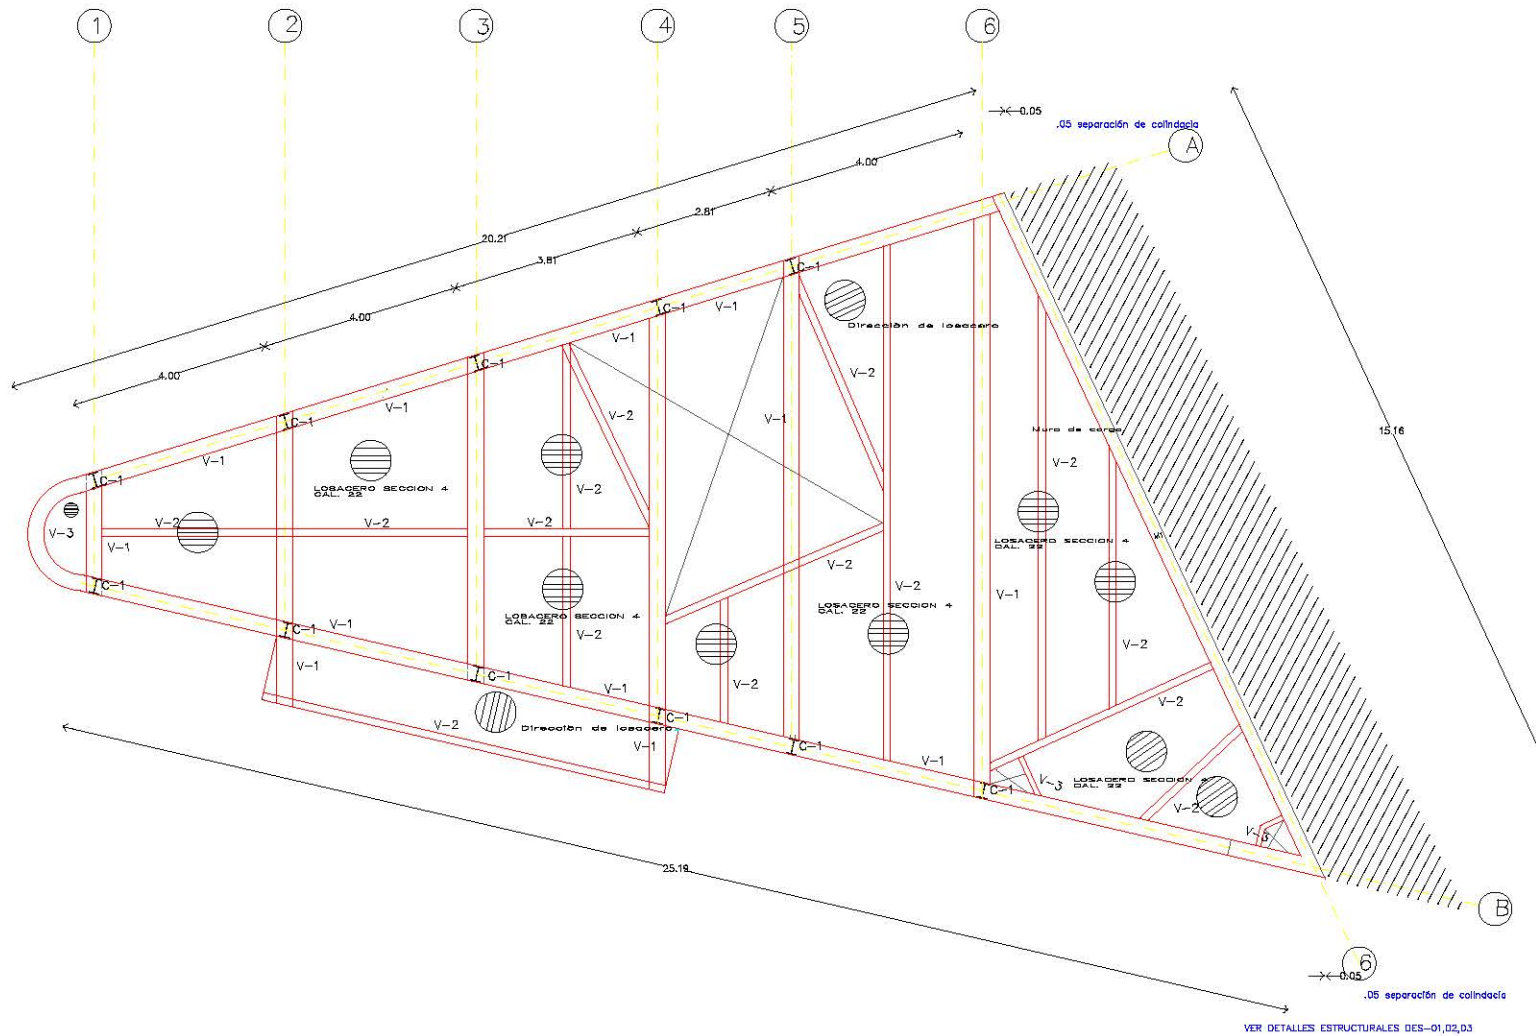 1
2
3
4
5
6
0.05
.05 separación de colindacia
A
4.00
2.81
20.21
3.81
4.00
4.00
C-1
V-1
Dirección de losacero
C-1
V-1
V-1
C-1
V-2
V-1
V-2
V-1
Muro de carga
15.16
C-1
V-1
V-2
C-1
LOSACERO SECCION 4
CAL. 22
V-2
V-2
V-3
V-2
V-2
V-2
V-1
LOSACERO SECCION 4
CAL. 22
V-2
V-2
C-1
V-1
LOSACERO SECCION 4
CAL. 22
LOSACERO SECCION 4
CAL. 22
C-1
V-1
V-2
V-2
V-1
C-1
V-1
V-2
V-2
C-1
V-2
Dirección de losacero
V-1
C-1
V-1
V-3
LOSACERO SECCION 4
CAL. 22
C-1
V-2
V-3
25.19
B
6
0.05
.05 separación de colindacia
VER DETALLES ESTRUCTURALES DES-01,02,03